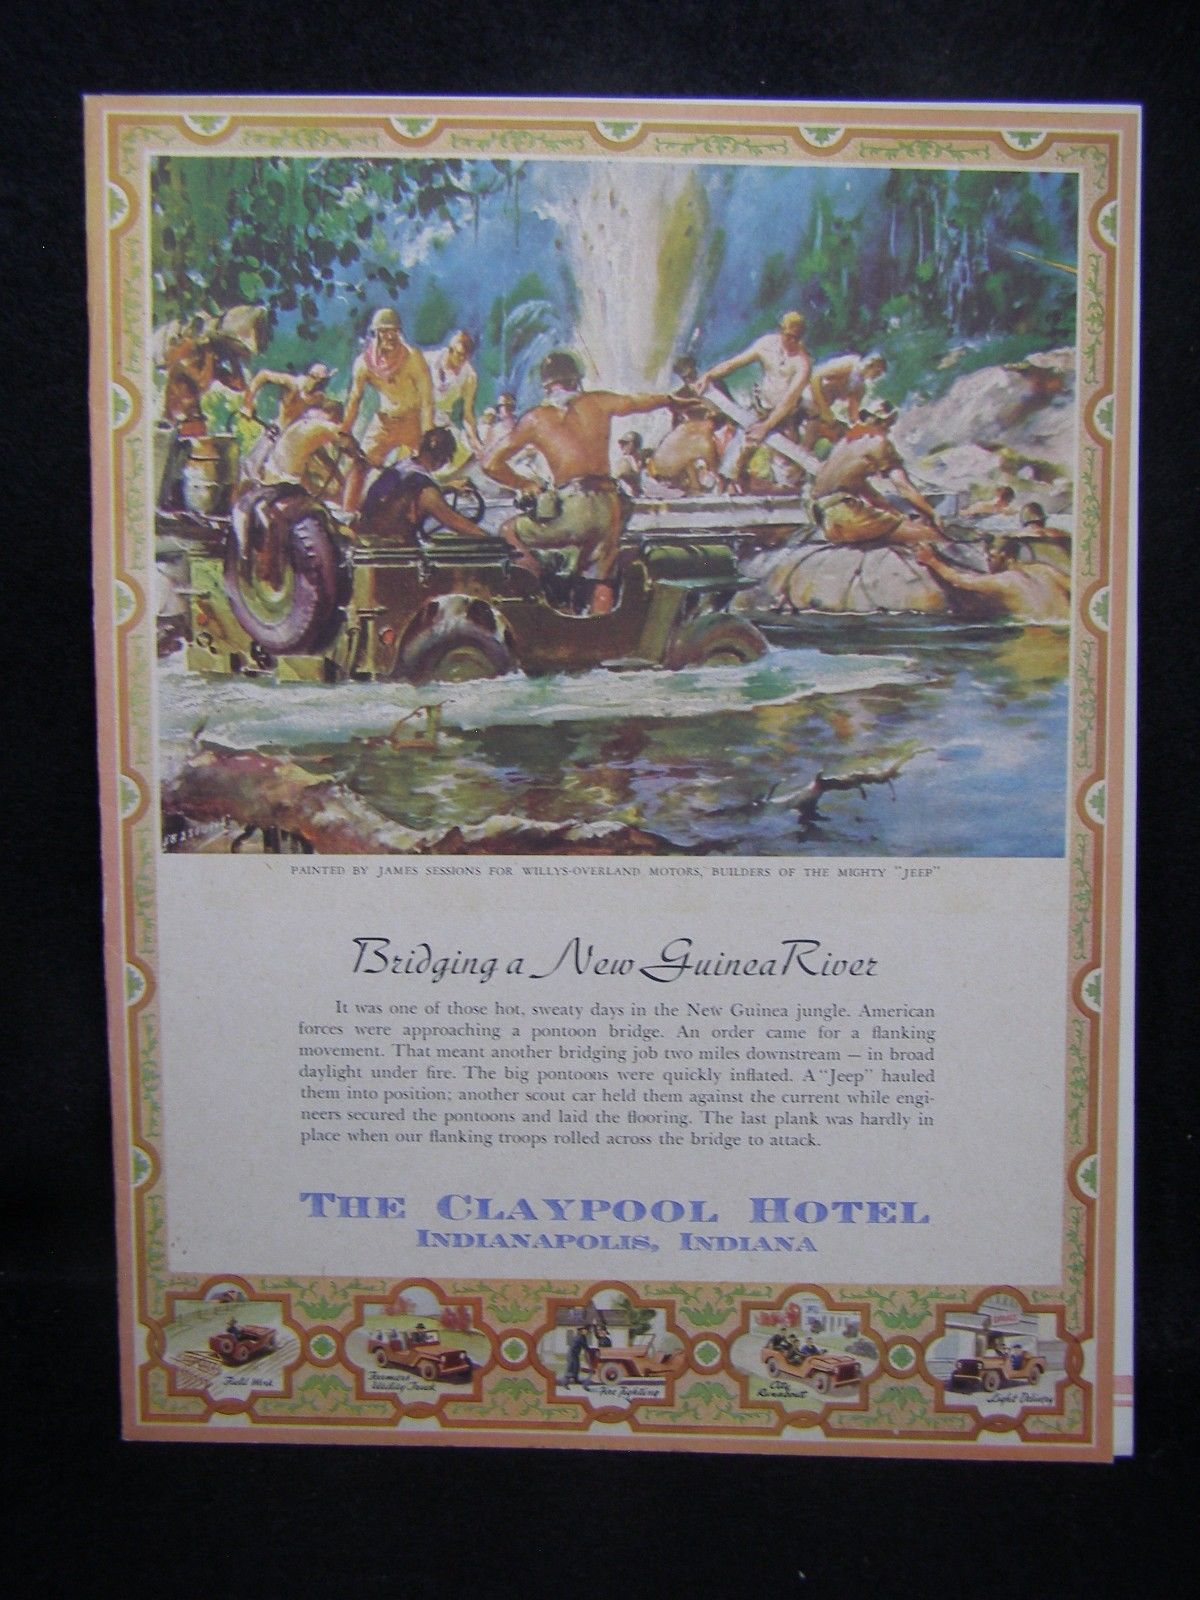 PAINTED BY JAMES SESSIONS FOR WILLYS-OVERLAND MOTORS, BUILDERS OF THE MIGHTY "JEEP"
Bridging a New Guinea River
It was one of those hot, sweaty days in the New Guinea jungle. American
forces were approaching a pontoon bridge. An order came for a flanking
movement. That meant another bridging job two miles downstream — in broad
daylight under fire. The big pontoons were quickly inflated. A "Jeep" hauled
them into position; another scout car held them against the current while engi-
neers secured the pontoons and laid the flooring. The last plank was hardly in
place when our flanking troops rolled across the bridge to attack.
THE CLAYPOOL HOTEL
INDIANAPOLIS, INDIANA
Field Work
Farmers
Utility Truck
Fire Fighting
City
Runabout
Light Delivery